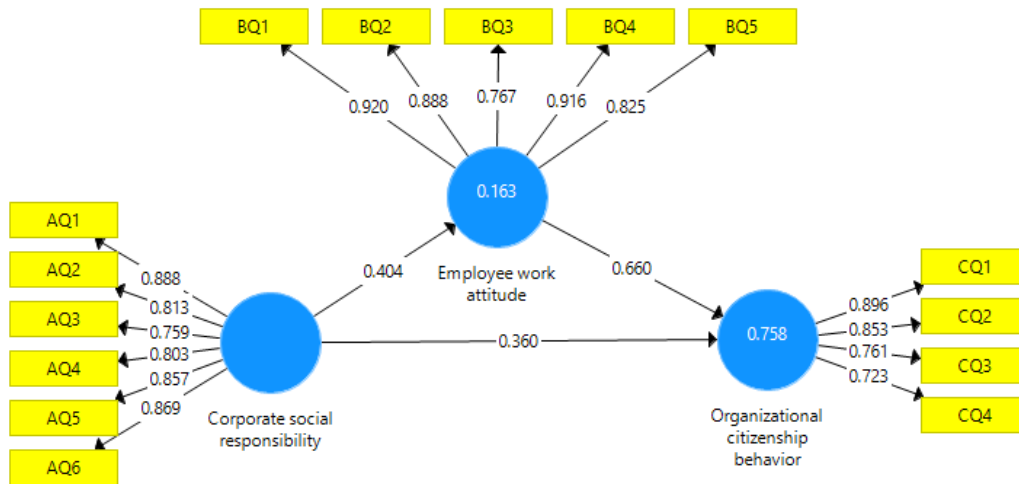 BQ1 BQ2 BQ3 BQ4 BQ5
0.920 0.888 0.767 0.916 0.825
0.163
Employee work
attitude
AQ1
AQ2
AQ3
AQ4
AQ5
AQ6
0.888
0.813
0.759
0.803
0.857
0.869
Corporate social
responsibility
0.404
0.660
0.360
0.758
Organizational
citizenship
behavior
0.896
0.853
0.761
0.723
CQ1
CQ2
CQ3
CQ4